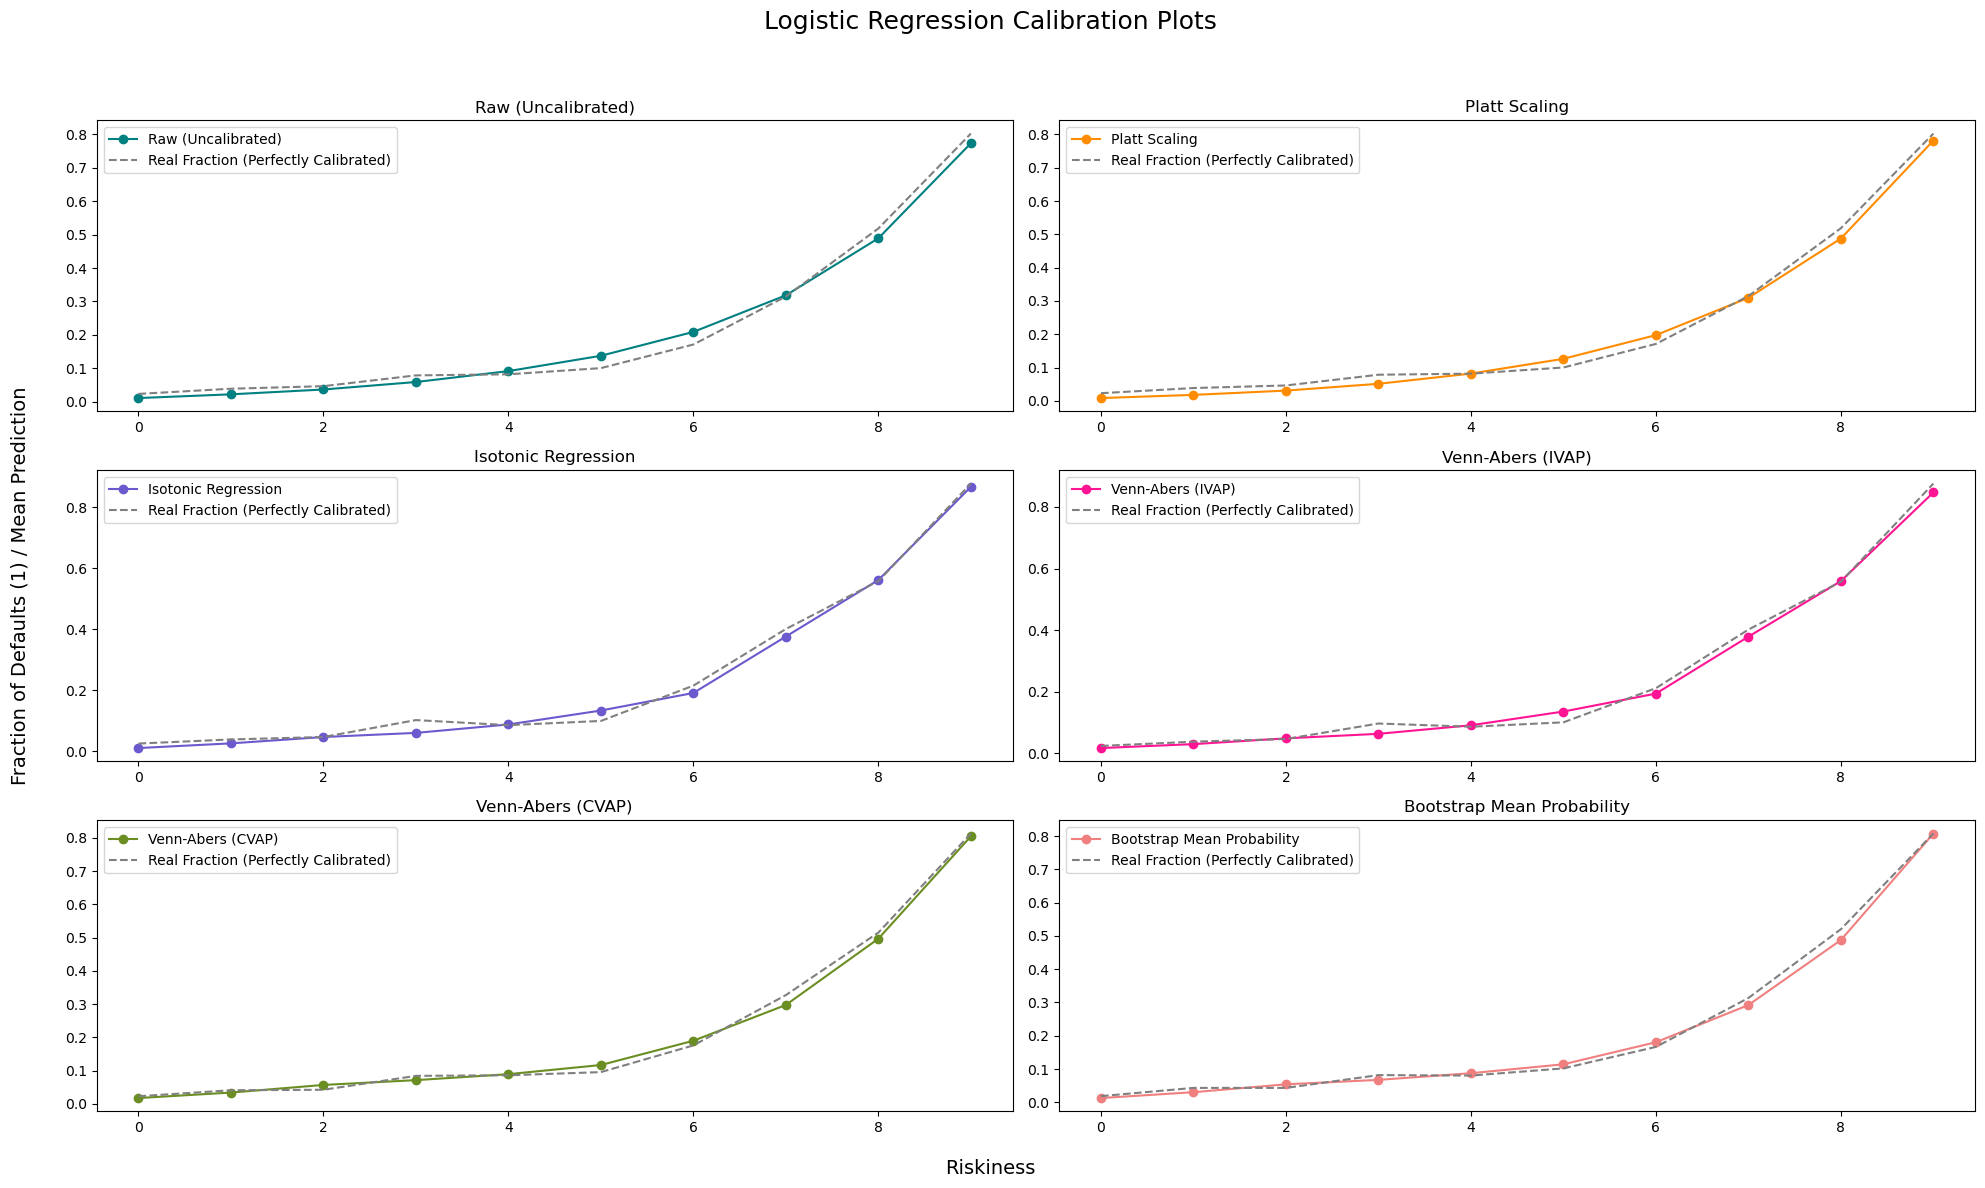 Logistic Regression Calibration Plots
Fraction of Defaults (1) / Mean Prediction
Raw (Uncalibrated)
Raw (Uncalibrated)
Real Fraction (Perfectly Calibrated)
0.8
0.7
0.6
0.5
0.4
0.3
0.2
0.1
0.0
0 2 4 6 8
Platt Scaling
Platt Scaling
Real Fraction (Perfectly Calibrated)
0.8
0.7
0.6
0.5
0.4
0.3
0.2
0.1
0.0
0 2 4 6 8
Isotonic Regression
Isotonic Regression
Real Fraction (Perfectly Calibrated)
0.8
0.6
0.4
0.2
0.0
0 2 4 6 8
Venn-Abers (IVAP)
Venn-Abers (IVAP)
Real Fraction (Perfectly Calibrated)
0.8
0.6
0.4
0.2
0.0
0 2 4 6 8
Venn-Abers (CVAP)
Venn-Abers (CVAP)
Real Fraction (Perfectly Calibrated)
0.8
0.7
0.6
0.5
0.4
0.3
0.2
0.1
0.0
0 2 4 6 8
Bootstrap Mean Probability
Bootstrap Mean Probability
Real Fraction (Perfectly Calibrated)
0.8
0.7
0.6
0.5
0.4
0.3
0.2
0.1
0.0
0 2 4 6 8
Riskiness